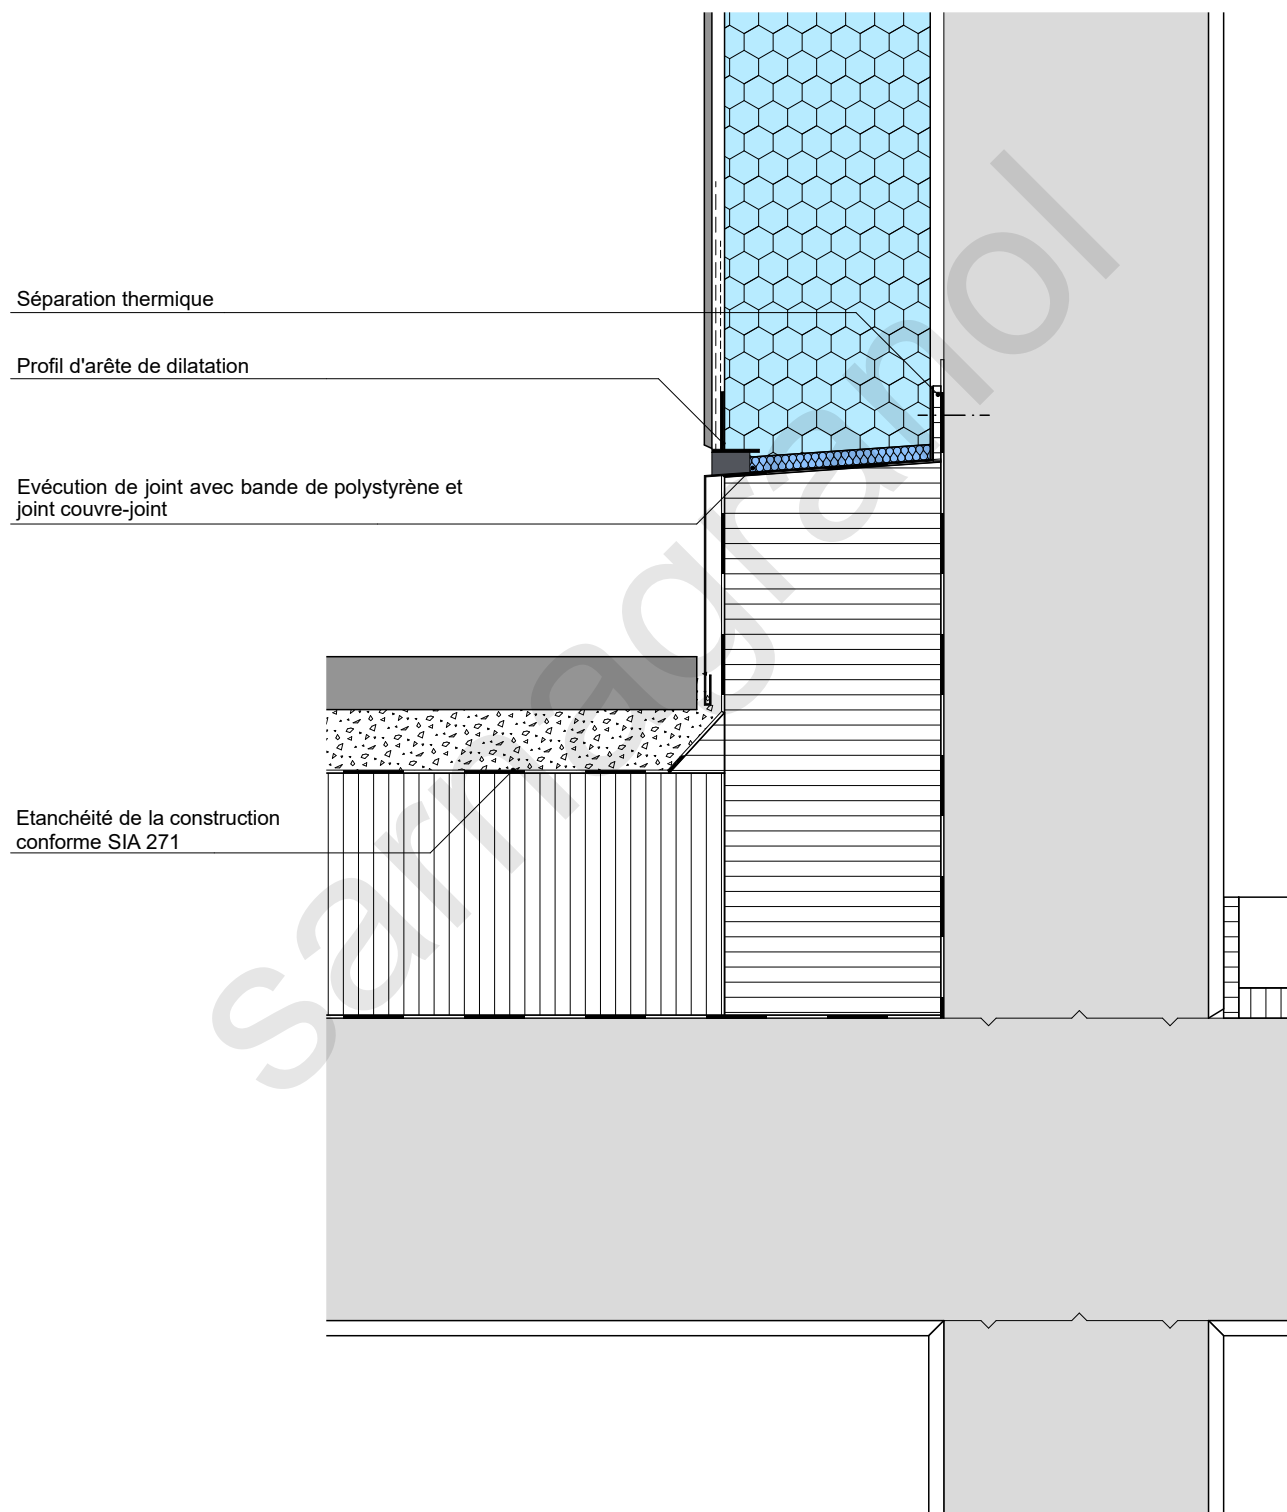 Séparation thermique
Profil d'arête de dilatation
Evécution de joint avec bande de polystyrène et
joint couvre-joint
Etanchéité de la construction
conforme SIA 271
sarnagranol